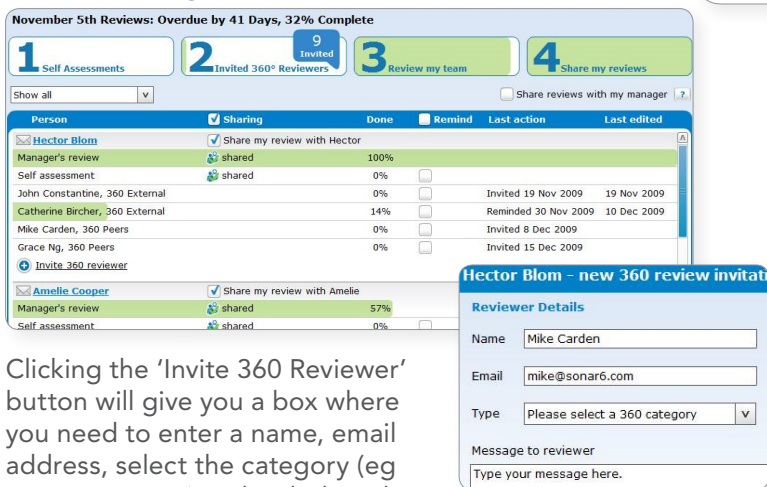 November 5th Reviews: Overdue by 41 Days, 32% Complete
1 Self Assessments
2 Invited 360° Reviewers
9 Invited
3 Review my team
4 Share my reviews
Show all
Share reviews with my manager ?
Person Sharing Done Remind Last action Last edited
Hector Blom Share my review with Hector
Manager's review shared 100%
Self assessment shared 0%
John Constantine, 360 External 0% Invited 19 Nov 2009 19 Nov 2009
Catherine Bircher, 360 External 14% Reminded 30 Nov 2009 10 Dec 2009
Mike Carden, 360 Peers 0% Invited 8 Dec 2009
Grace Ng, 360 Peers 0% Invited 15 Dec 2009
Invite 360 reviewer
Amelie Cooper Share my review with Amelie
Manager's review shared 57%
Self assessment shared 0%
Hector Blom - new 360 review invitati
Reviewer Details
Name Mike Carden
Email mike@sonar6.com
Type Please select a 360 category
Message to reviewer
Type your message here.
Clicking the ‘Invite 360 Reviewer’
button will give you a box where
you need to enter a name, email
address, select the category (eg